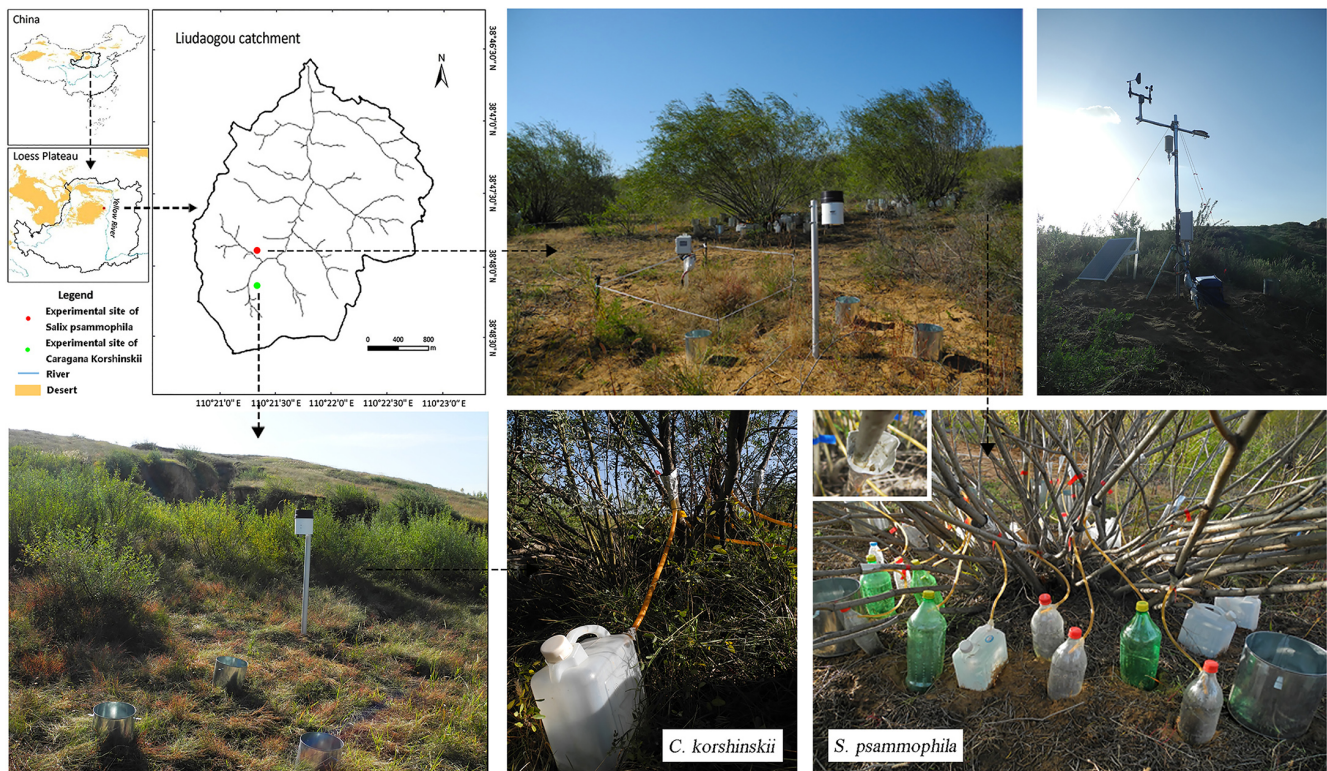 China
Loess Plateau
Yellow River
Legend
Experimental site of
Salix psammophila
Experimental site of
Caragana Korshinskii
River
Desert
Liudaogou catchment
N
0 400 800
m
38°46'30"N
38°47'0"N
38°47'30"N
38°48'0"N
38°48'30"N
110°21'0"E
110°21'30"E
110°22'0"E
110°22'30"E
110°23'0"E
C. korshinskii
S. psammophila